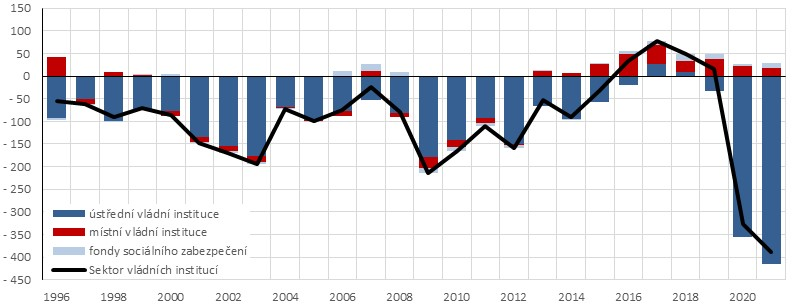 150
100
50
0
- 50
- 100
- 150
- 200
- 250
- 300
- 350
- 400
- 450
ústřední vládní instituce
místní vládní instituce
fondy sociálního zabezpečení
Sektor vládních institucí
1996 1998 2000 2002 2004 2006 2008 2010 2012 2014 2016 2018 2020